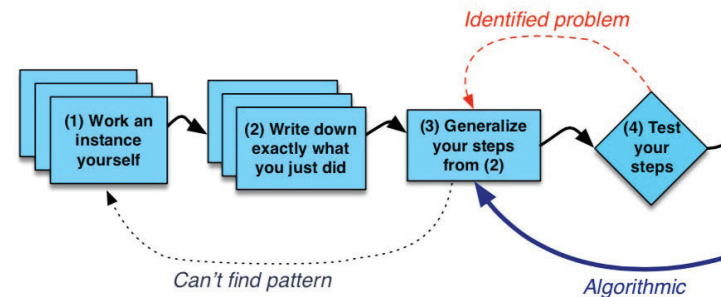 Identified problem
(1) Work an
instance
yourself
(2) Write down
exactly what
you just did
(3) Generalize
your steps
from (2)
(4) Test
your
steps
Can't find pattern
Algorithmic